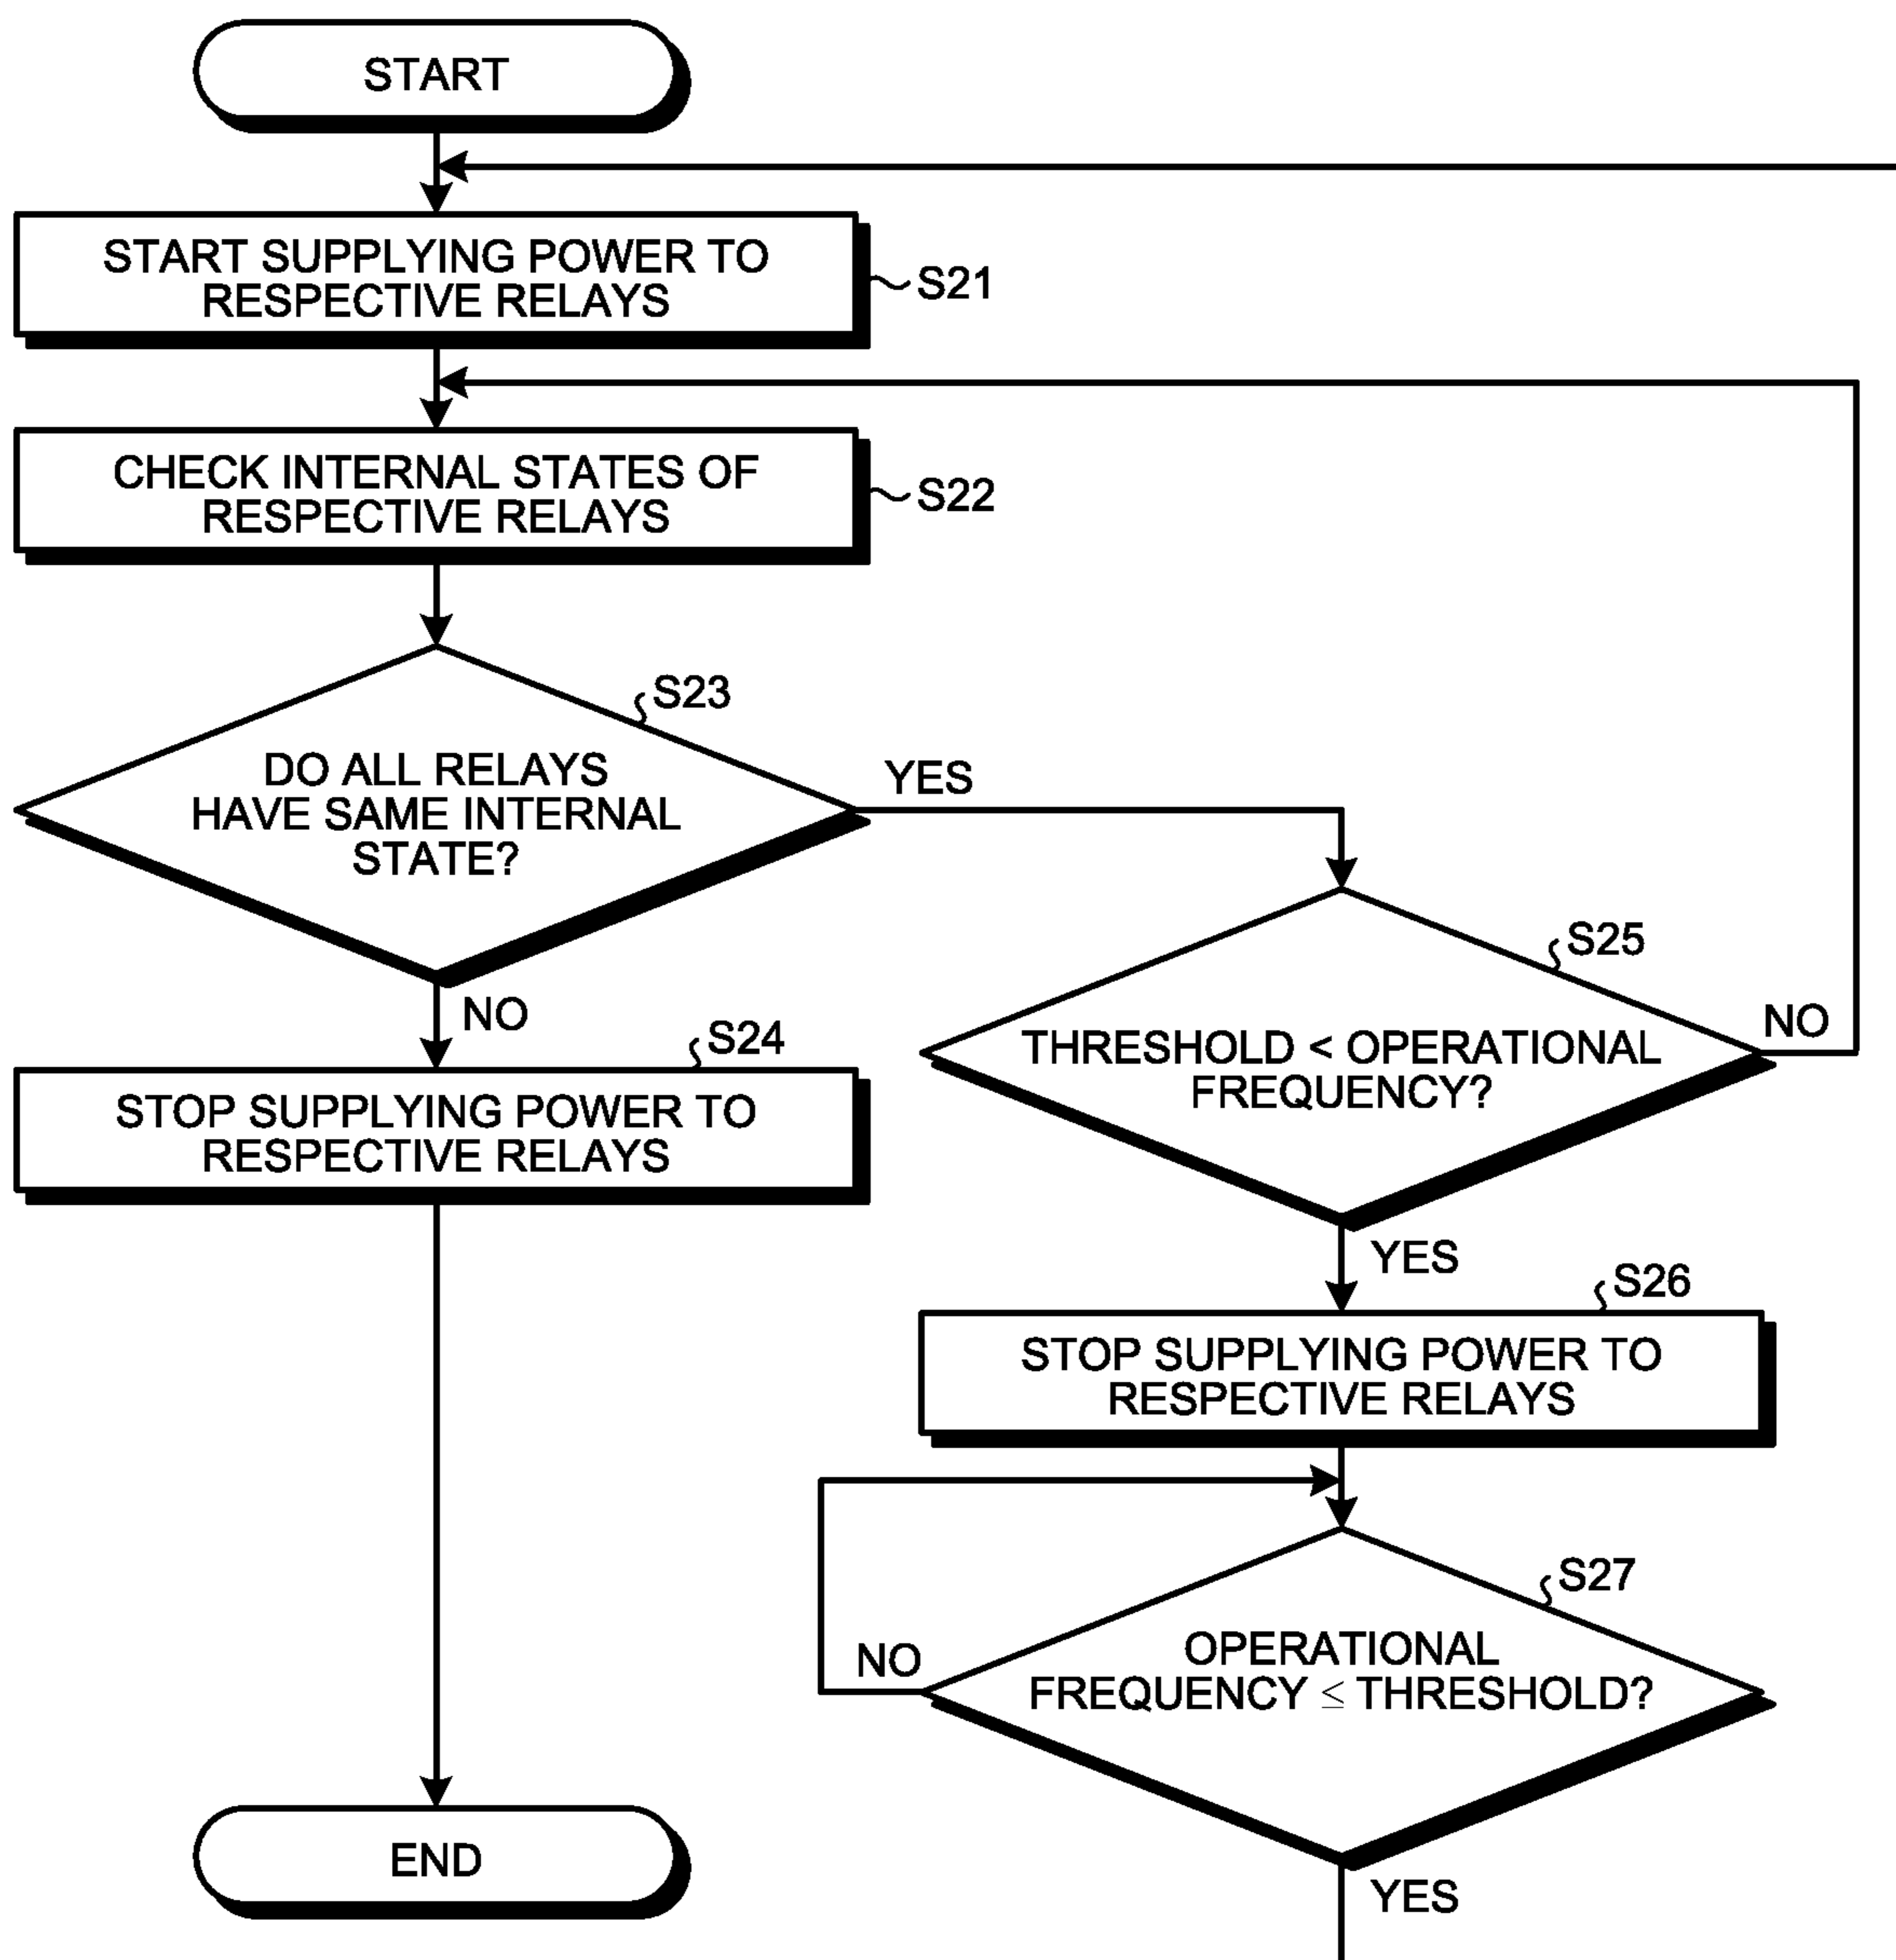 START
START SUPPLYING POWER TO
RESPECTIVE RELAYS
S21
CHECK INTERNAL STATES OF
RESPECTIVE RELAYS
S22
S23
DO ALL RELAYS
HAVE SAME INTERNAL
STATE?
YES
NO
S24
STOP SUPPLYING POWER TO
RESPECTIVE RELAYS
S25
THRESHOLD < OPERATIONAL
FREQUENCY?
NO
YES
S26
STOP SUPPLYING POWER TO
RESPECTIVE RELAYS
S27
OPERATIONAL
FREQUENCY ≤ THRESHOLD?
NO
YES
END